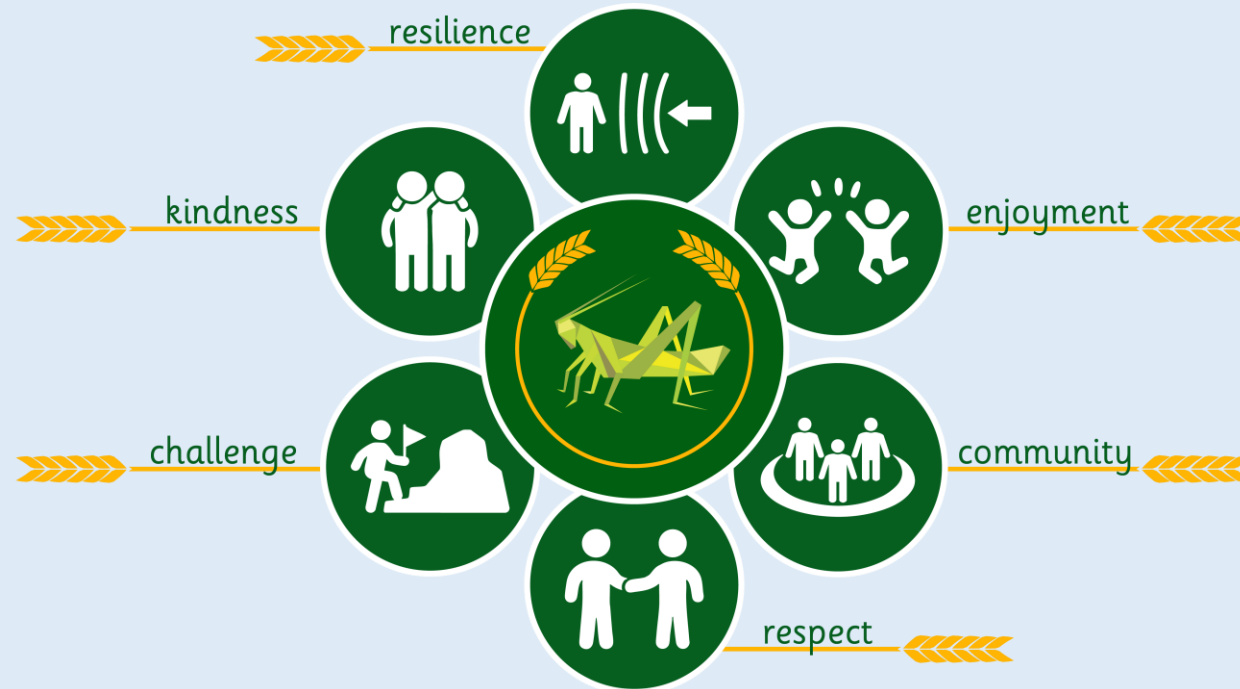 resilience
kindness
enjoyment
challenge
community
respect